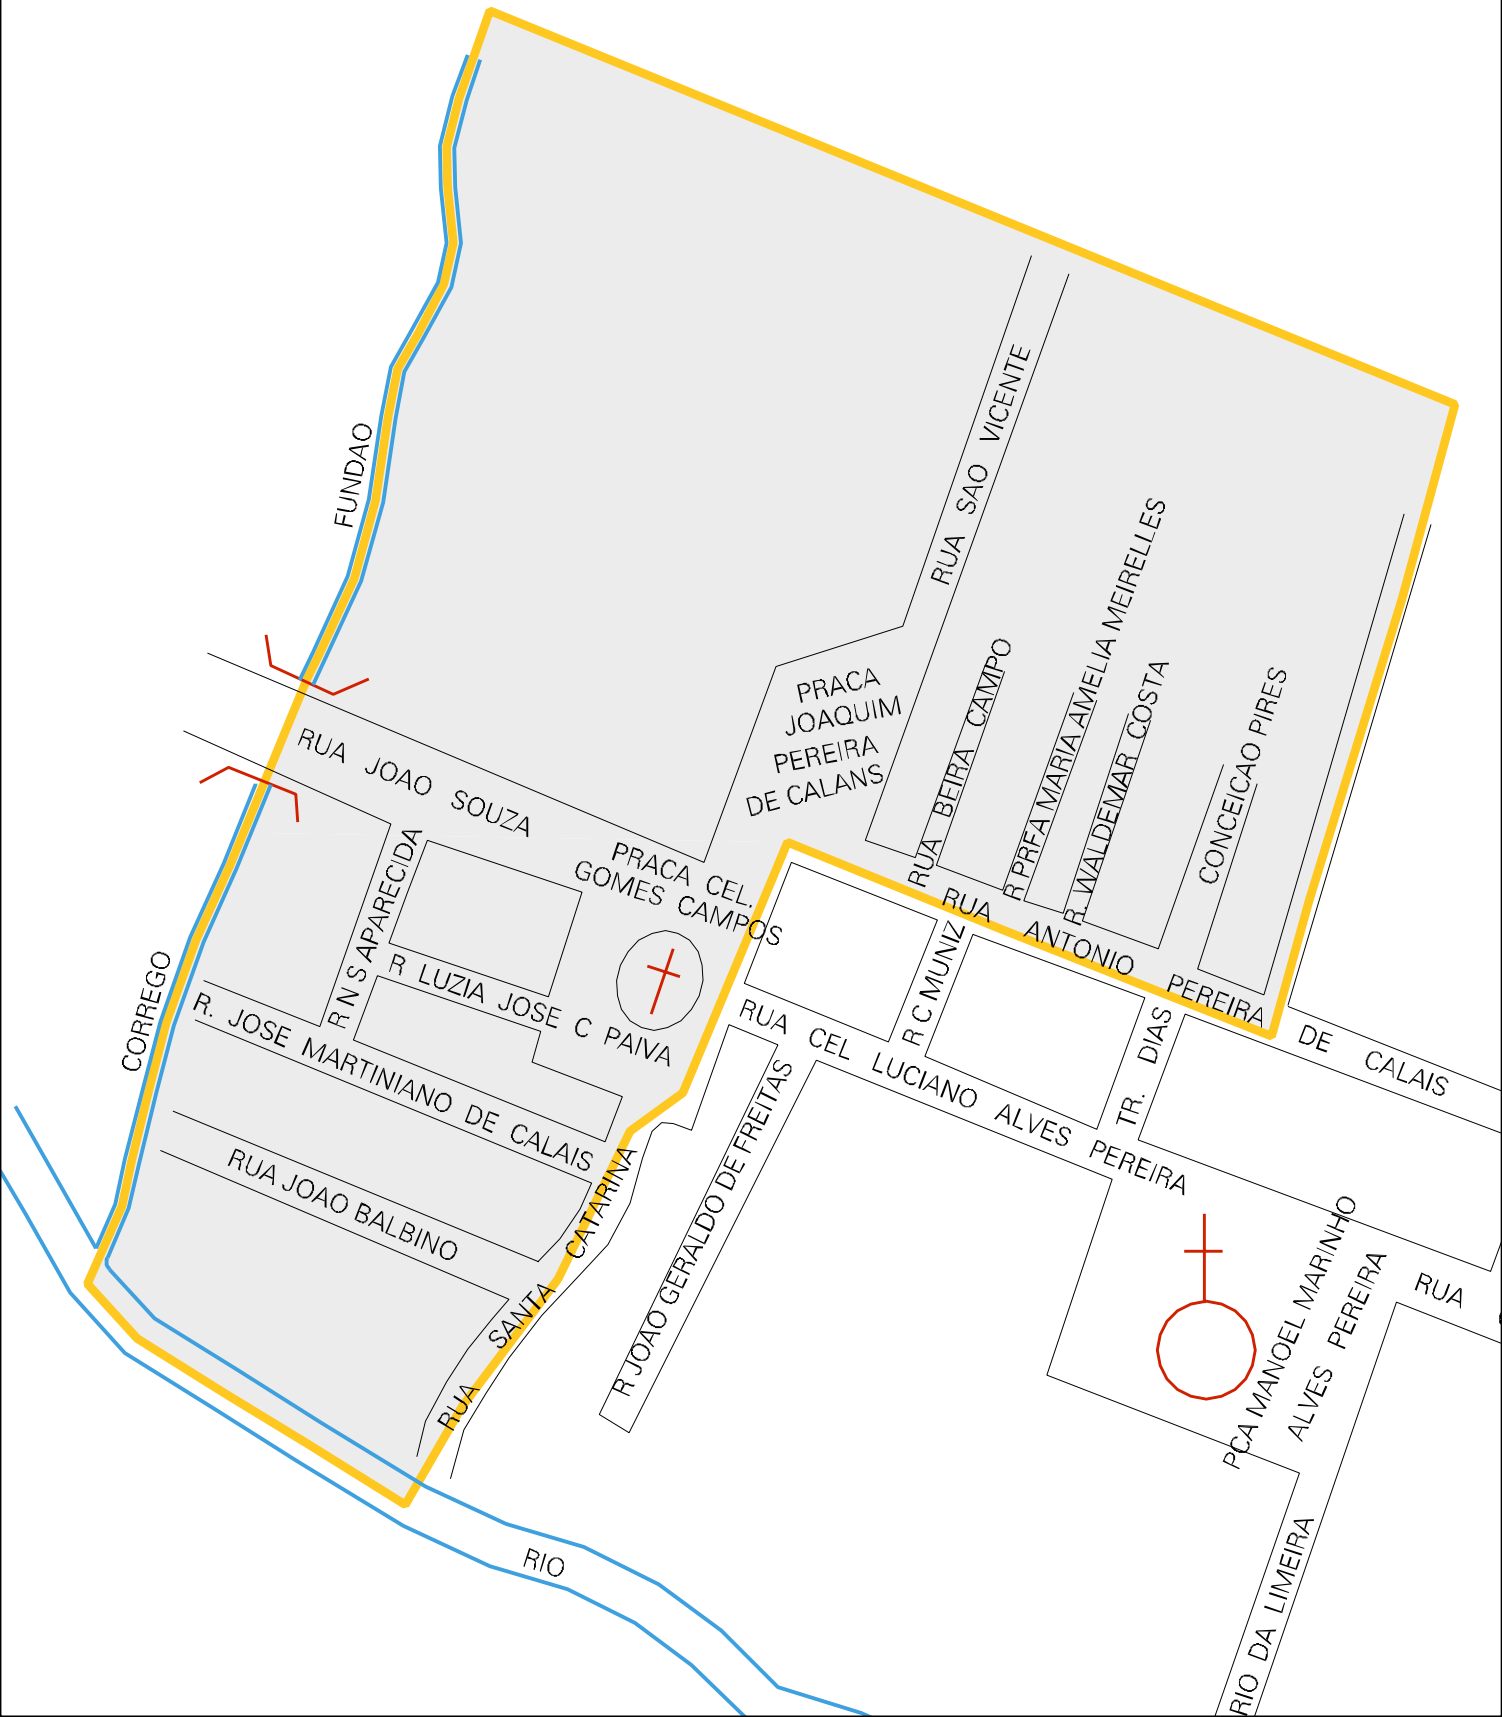 FUNDAO
RUA SAO VICENTE
RUA BEIRA CAMPO
R PRFA MARIA AMELIA MEIRELLES
R. WALDEMAR COSTA
CONCEICAO PIRES
PRACA
JOAQUIM
PEREIRA
DE CALANS
RUA JOAO SOUZA
PRACA CEL.
GOMES CAMPOS
RUA ANTONIO PEREIRA DE CALAIS
R N S APARECIDA
R LUZIA JOSE C PAIVA
CORREGO
R. JOSE MARTINIANO DE CALAIS
RUA JOAO BALBINO
RUA SANTA CATARINA
R C MUNIZ
TR. DIAS
RUA CEL LUCIANO ALVES PEREIRA
R JOAO GERALDO DE FREITAS
PCA MANOEL MARINHO
ALVES PEREIRA
RUA
RIO DA LIMEIRA
RIO